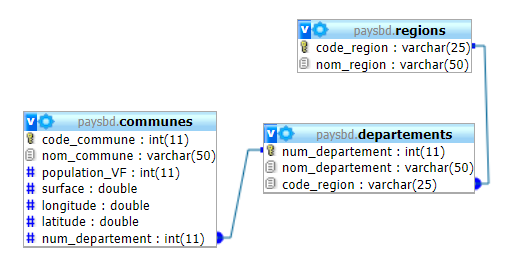 paysbd.regions
code_region : varchar(25)
nom_region : varchar(50)
paysbd.communes
code_commune : int(11)
nom_commune : varchar(50)
population_VF : int(11)
surface : double
longitude : double
latitude : double
num_departement : int(11)
paysbd.departements
num_departement : int(11)
nom_departement : varchar(50)
code_region : varchar(25)